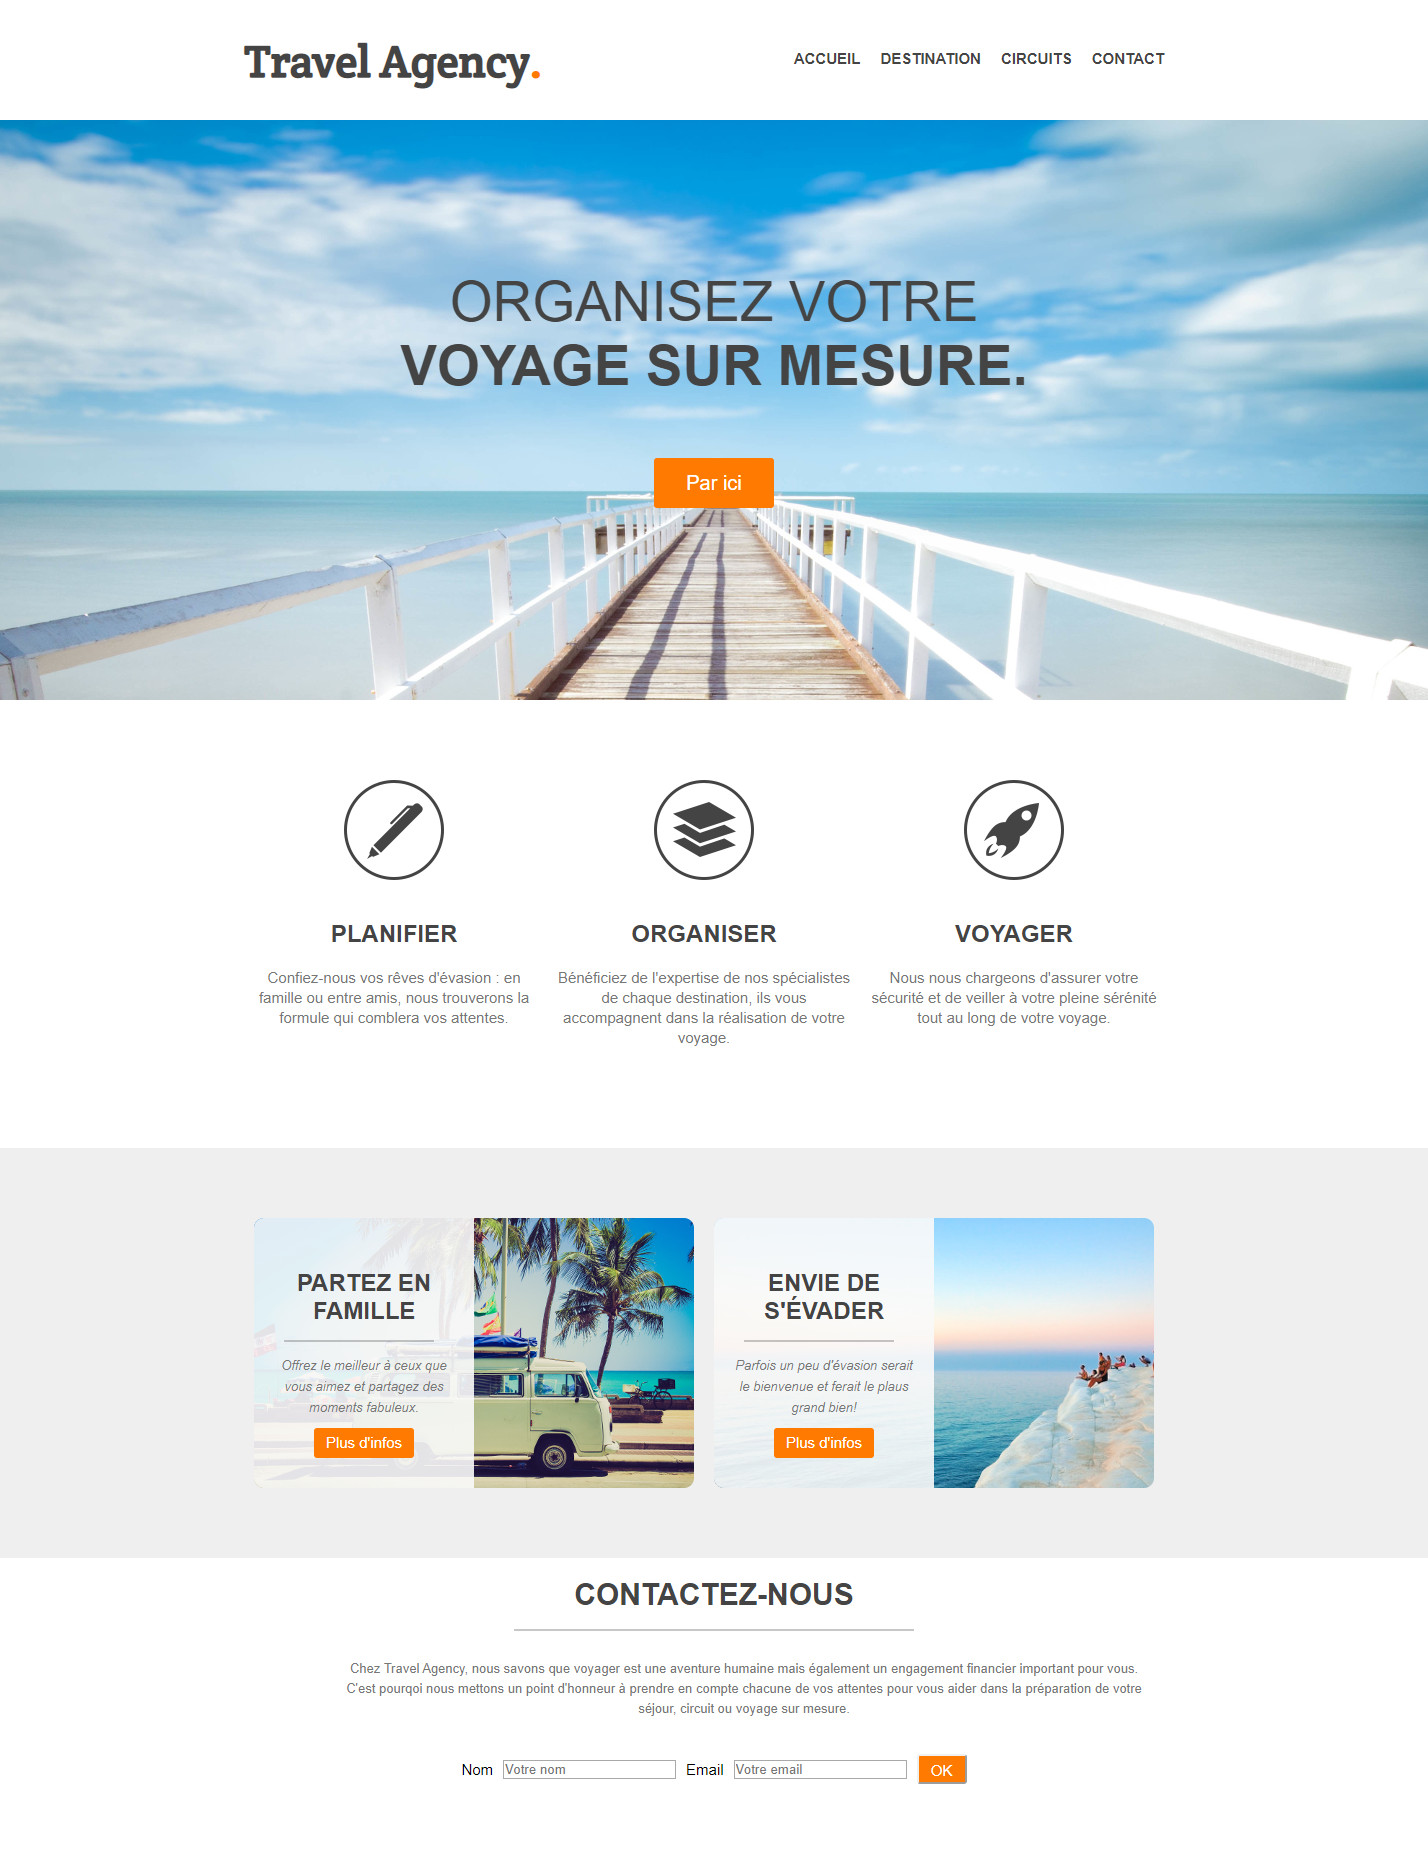 Travel Agency.
ACCUEIL DESTINATION CIRCUITS CONTACT
ORGANISEZ VOTRE
VOYAGE SUR MESURE.
Par ici
PLANIFIER
Confiez-nous vos rêves d'évasion : en
famille ou entre amis, nous trouverons la
formule qui comblera vos attentes.
ORGANISER
Bénéficiez de l'expertise de nos spécialistes
de chaque destination, ils vous
accompagnent dans la réalisation de votre
voyage.
VOYAGER
Nous nous chargeons d'assurer votre
sécurité et de veiller à votre pleine sérénité
tout au long de votre voyage.
PARTEZ EN
FAMILLE
Offrez le meilleur à ceux que
vous aimez et partagez des
moments fabuleux.
Plus d'infos
ENVIE DE
S'ÉVADER
Parfois un peu d'évasion serait
le bienvenue et ferait le plaus
grand bien!
Plus d'infos
CONTACTEZ-NOUS
Chez Travel Agency, nous savons que voyager est une aventure humaine mais également un engagement financier important pour vous.
C'est pourqoi nous mettons un point d'honneur à prendre en compte chacune de vos attentes pour vous aider dans la préparation de votre
séjour, circuit ou voyage sur mesure.
Nom Votre nom Email Votre email OK